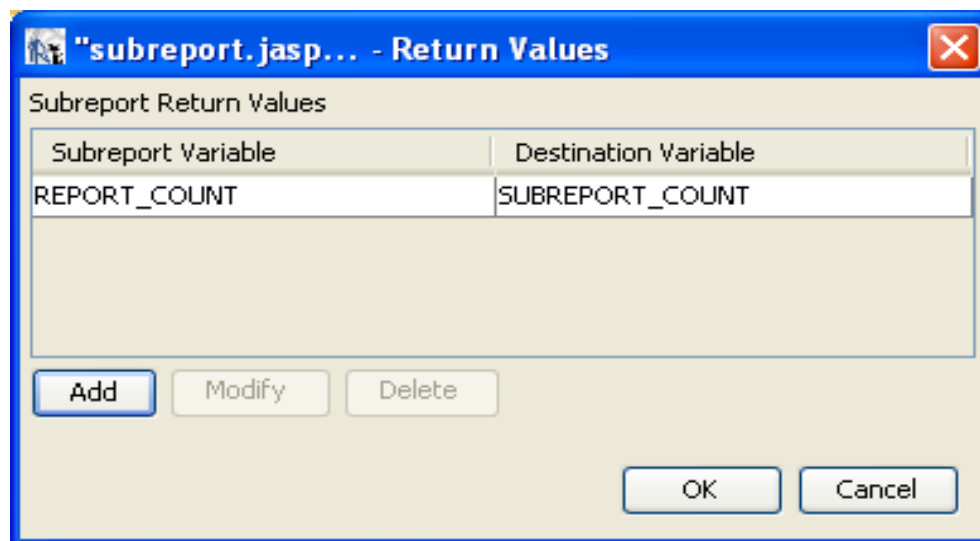 "subreport.jasp... - Return Values
Subreport Return Values
Subreport Variable Destination Variable
REPORT_COUNT SUBREPORT_COUNT
Add Modify Delete
OK Cancel